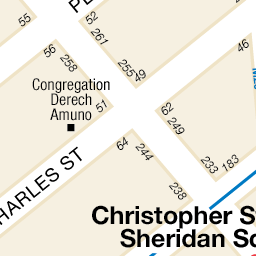 52
261
55
56
258
255
49
46
Congregation
Derech
Amuno
51
62
249
64
244
233
183
238
CHARLES ST
Christopher S
Sheridan Sq